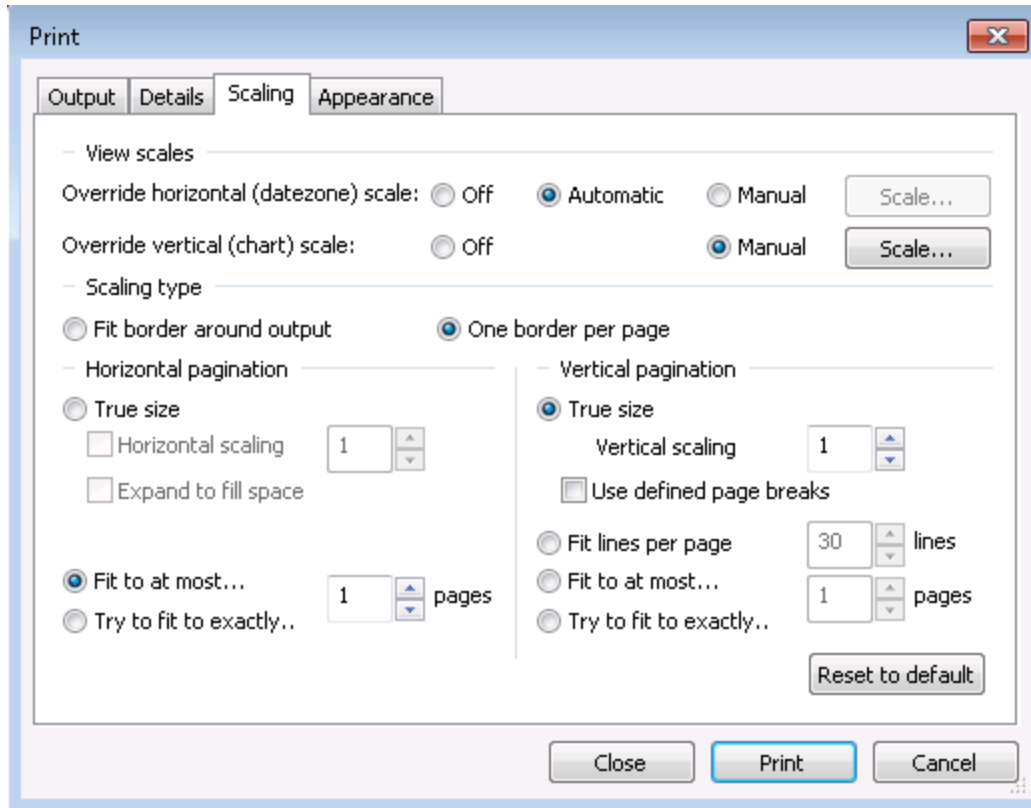 Print
Output Details Scaling Appearance
View scales
Override horizontal (datezone) scale: Off Automatic Manual Scale...
Override vertical (chart) scale: Off Manual Scale...
Scaling type
Fit border around output One border per page
Horizontal pagination Vertical pagination
True size True size
Horizontal scaling 1 Vertical scaling 1
Expand to fill space Use defined page breaks
Fit lines per page 30 lines
Fit to at most... 1 pages Fit to at most... 1 pages
Try to fit to exactly.. Try to fit to exactly..
Reset to default
Close Print Cancel